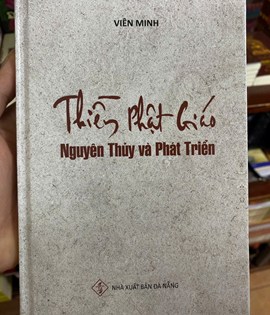 VIÊN MINH
Thiền Phật Giáo
Nguyên Thủy và Phát Triển
NHÀ XUẤT BẢN ĐÀ NẴNG